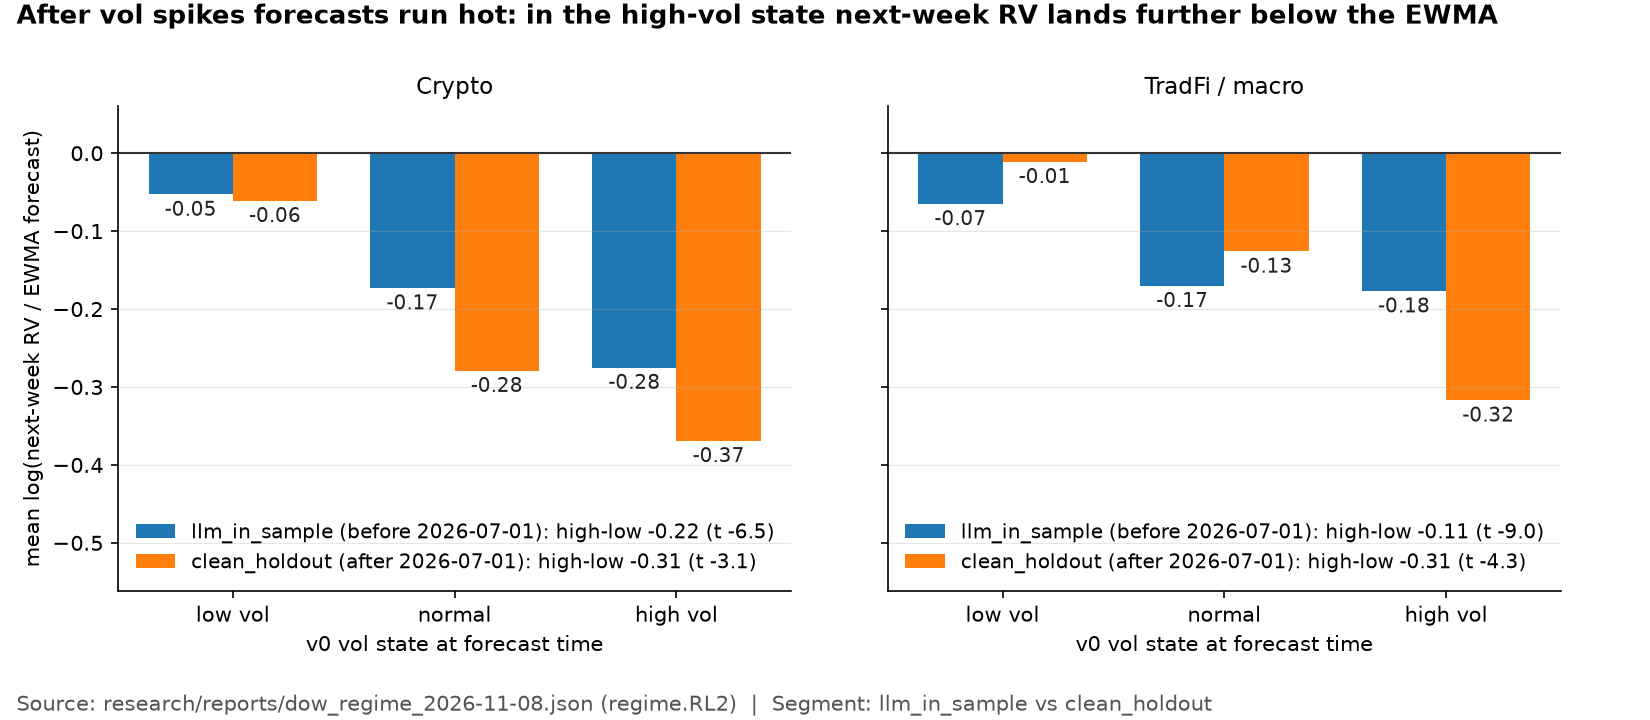 After vol spikes forecasts run hot: in the high-vol state next-week RV lands further below the EWMA
Crypto
mean log(next-week RV / EWMA forecast)
0.0
−0.1
−0.2
−0.3
−0.4
−0.5
-0.05
-0.06
-0.17
-0.28
-0.28
-0.37
llm_in_sample (before 2026-07-01): high-low -0.22 (t -6.5)
clean_holdout (after 2026-07-01): high-low -0.31 (t -3.1)
low vol
normal
high vol
v0 vol state at forecast time
TradFi / macro
-0.07
-0.01
-0.17
-0.13
-0.18
-0.32
llm_in_sample (before 2026-07-01): high-low -0.11 (t -9.0)
clean_holdout (after 2026-07-01): high-low -0.31 (t -4.3)
low vol
normal
high vol
v0 vol state at forecast time
Source: research/reports/dow_regime_2026-11-08.json (regime.RL2) | Segment: llm_in_sample vs clean_holdout